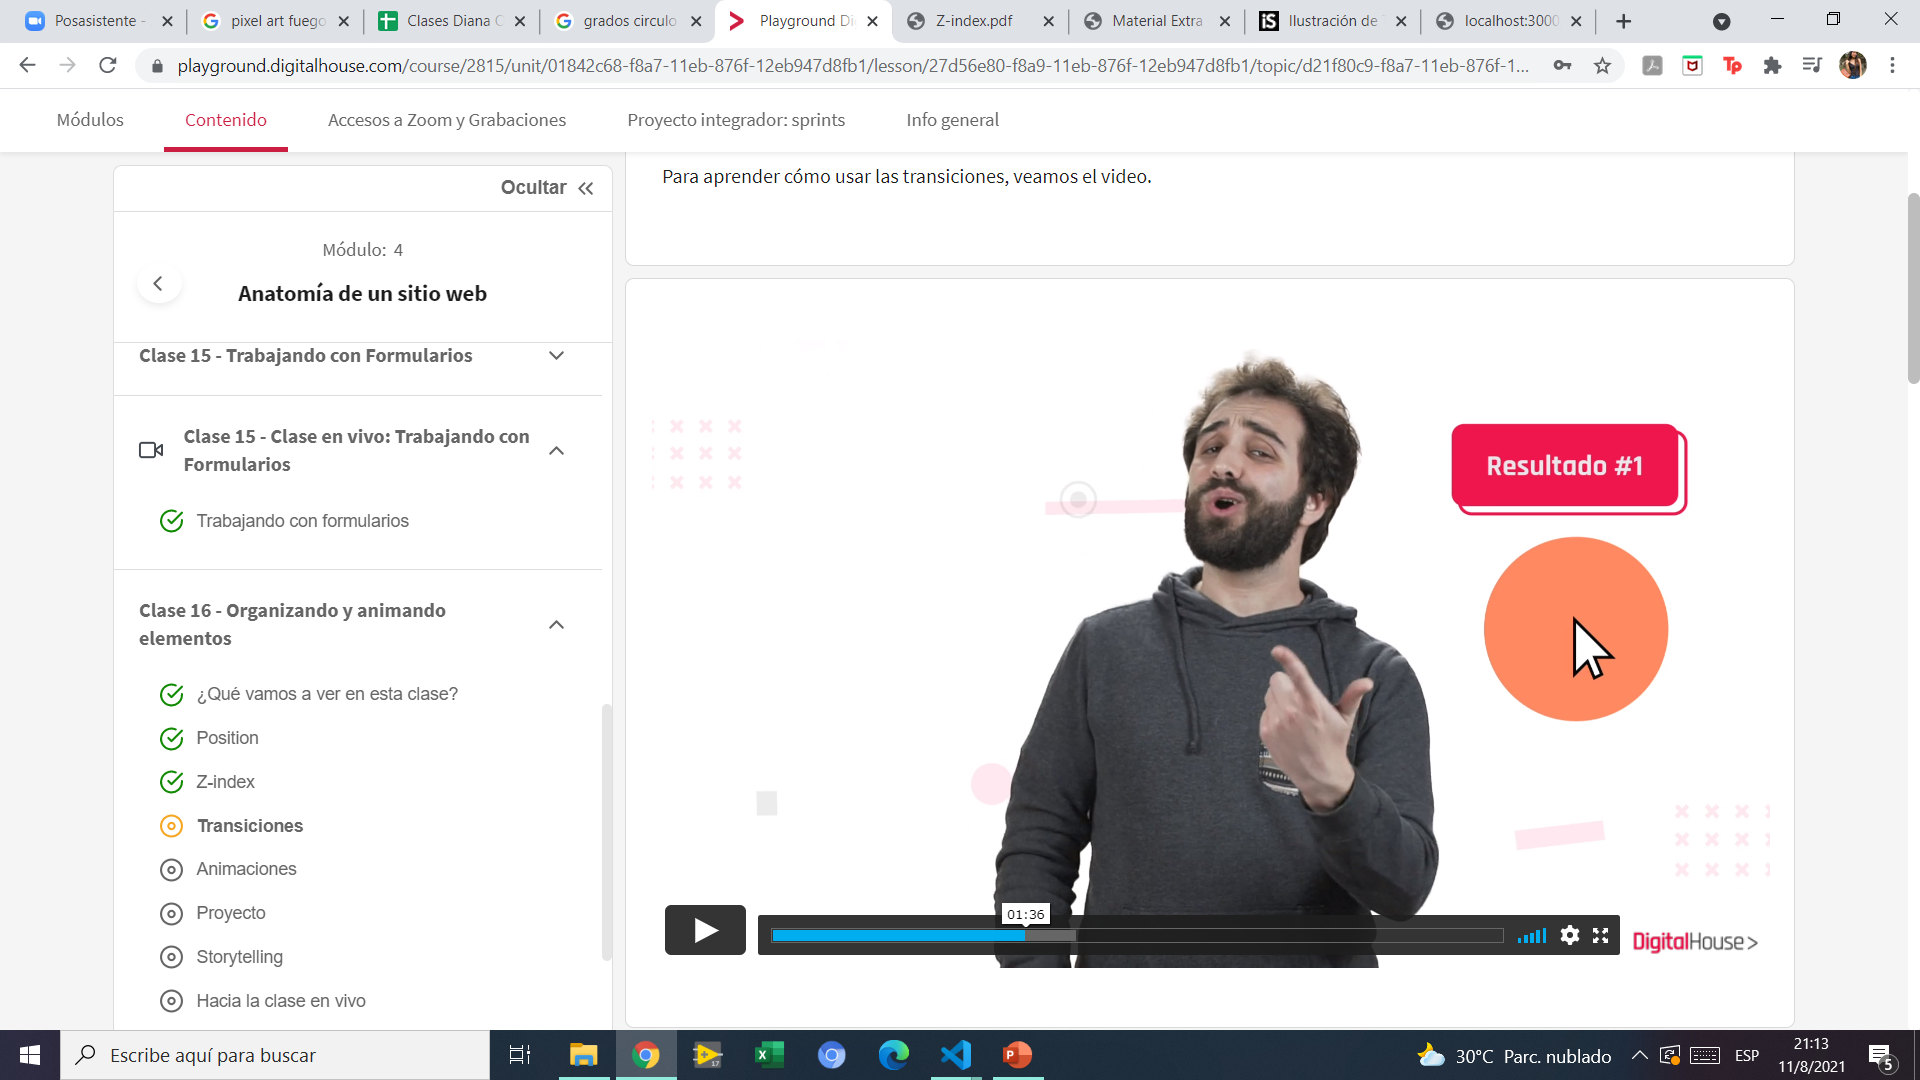 Posasistente -
pixel art fuego
Clases Diana C
grados circulo
Playground Di
Z-index.pdf
Material Extra
Ilustración de
localhost:3000
playground.digitalhouse.com/course/2815/unit/01842c68-f8a7-11eb-876f-12eb947d8fb1/lesson/27d56e80-f8a9-11eb-876f-12eb947d8fb1/topic/d21f80c9-f8a7-11eb-876f-1...
Módulos
Contenido
Accesos a Zoom y Grabaciones
Proyecto integrador: sprints
Info general
Ocultar
Módulo: 4
Anatomía de un sitio web
Clase 15 - Trabajando con Formularios
Clase 15 - Clase en vivo: Trabajando con
Formularios
Trabajando con formularios
Clase 16 - Organizando y animando
elementos
¿Qué vamos a ver en esta clase?
Position
Z-index
Transiciones
Animaciones
Proyecto
Storytelling
Hacia la clase en vivo
Para aprender cómo usar las transiciones, veamos el video.
Resultado #1
01:36
DigitalHouse>
Escribe aquí para buscar
30°C Parc. nublado
ESP
21:13
11/8/2021
5